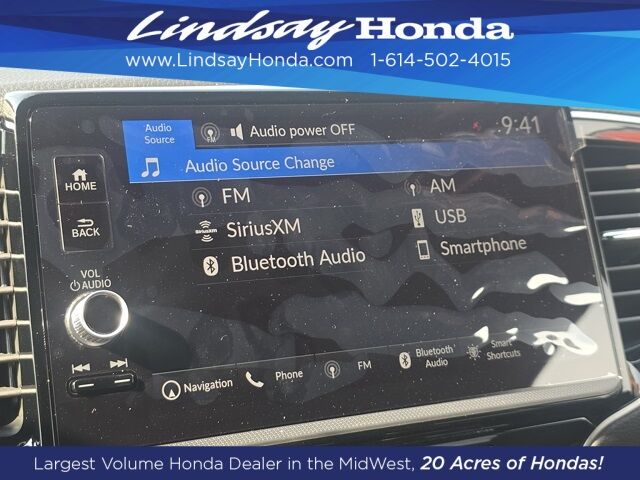 Lindsay Honda
www.LindsayHonda.com 1-614-502-4015
Audio Source
FM Audio power OFF 9:41
Audio Source Change
HOME
BACK
FM AM
SiriusXM SiriusXM USB
Bluetooth Audio Smartphone
VOL
AUDIO
Navigation Phone FM Bluetooth Audio Smart Shortcuts
Largest Volume Honda Dealer in the MidWest, 20 Acres of Hondas!